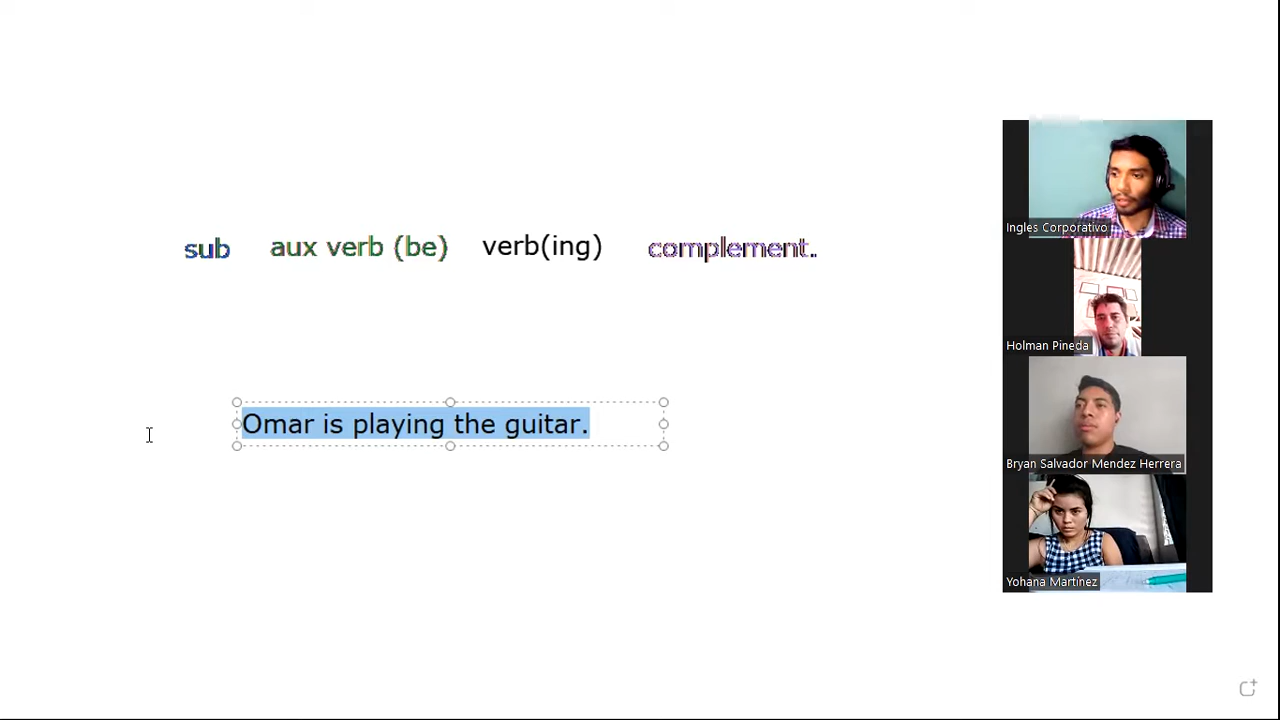 sub aux verb (be) verb(ing) complement.
Omar is playing the guitar.
Ingles Corporativo
Holman Pineda
Bryan Salvador Mendez Herrera
Yohana Martínez